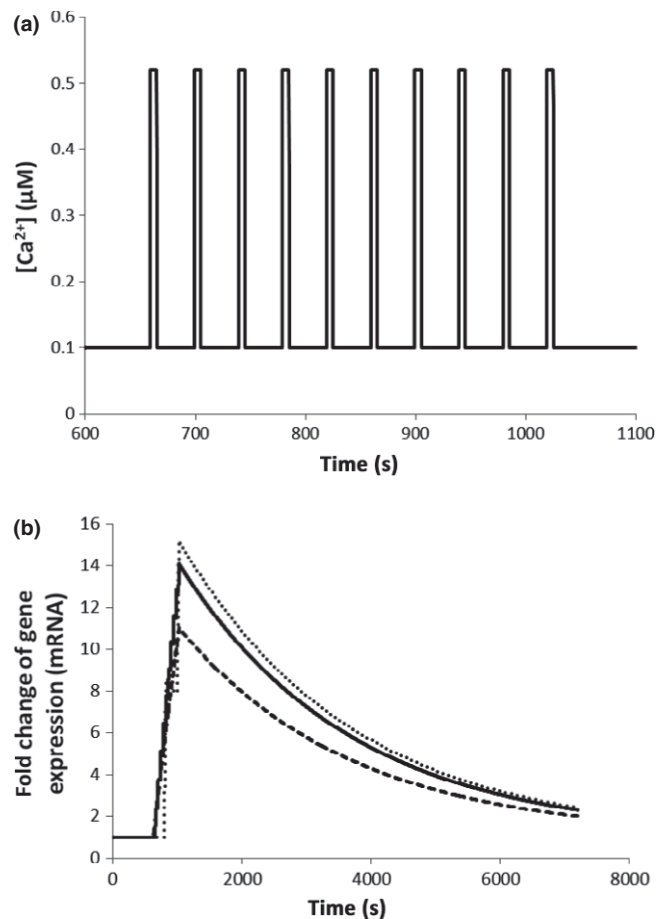 (a)
0.6
0.5
0.4
0.3
0.2
0.1
0
[Ca²⁺] (µM)
600 700 800 900 1000 1100
Time (s)
(b)
16
14
12
10
8
6
4
2
0
Fold change of gene
expression (mRNA)
0 2000 4000 6000 8000
Time (s)